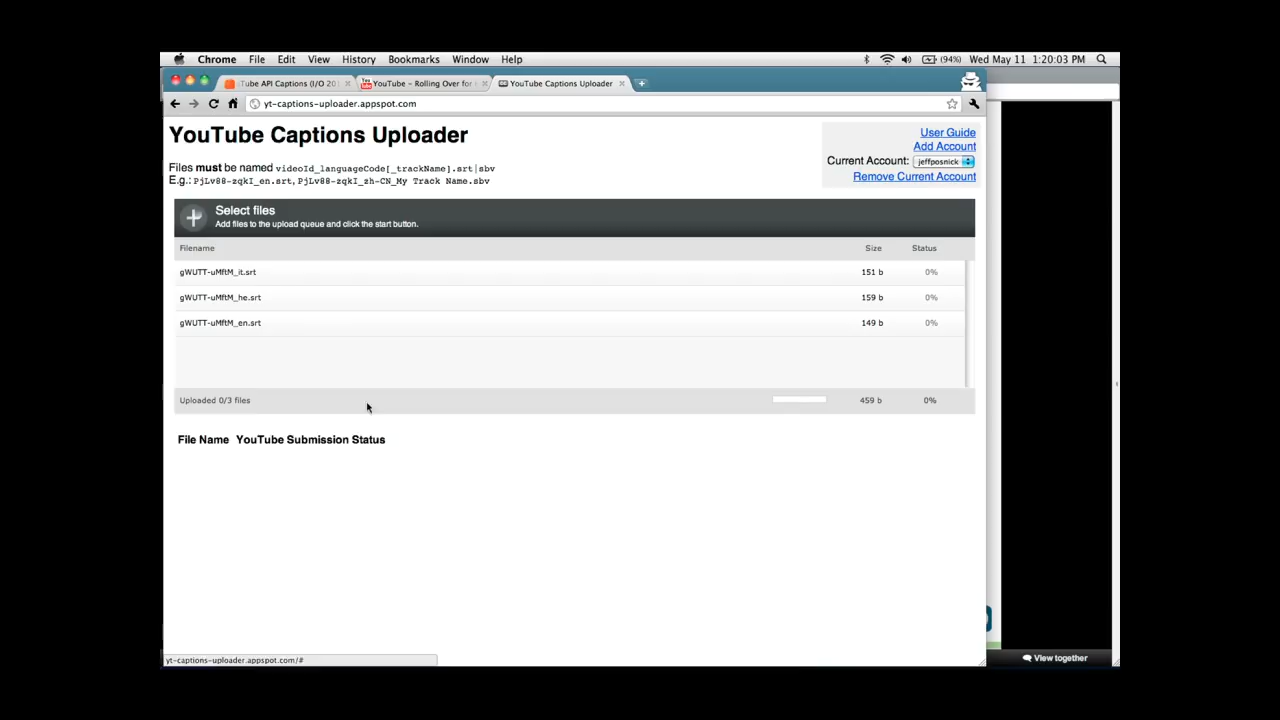 Chrome File Edit View History Bookmarks Window Help (94%) Wed May 11 1:20:03 PM
Tube API Captions (I/O 20 YouTube - Rolling Over for YouTube Captions Uploader
yt-captions-uploader.appspot.com
YouTube Captions Uploader
User Guide
Add Account
Current Account: jeffposnick
Remove Current Account
Files must be named videoId_languageCode[_trackName].srt|sbv
E.g.: PjLv88-zqkI_en.srt, PjLv88-zqkI_zh-CN_My Track Name.sbv
Select files
Add files to the upload queue and click the start button.
Filename Size Status
gWUTT-uMftM_it.srt 151 b 0%
gWUTT-uMftM_he.srt 159 b 0%
gWUTT-uMftM_en.srt 149 b 0%
Uploaded 0/3 files 459 b 0%
File Name YouTube Submission Status
yt-captions-uploader.appspot.com/#
View together